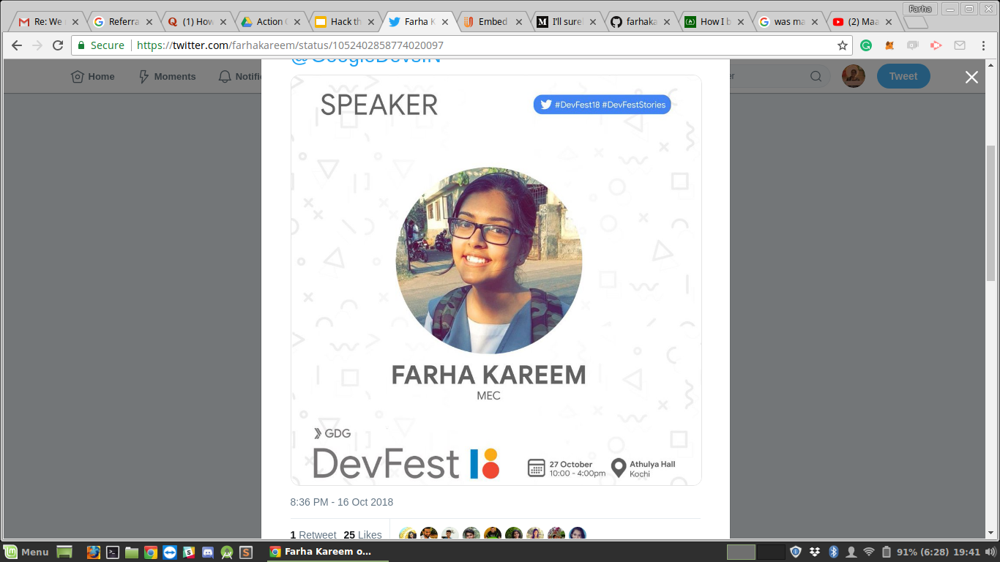 Farha
Re: We
Referra
(1) How
Action
Hack th
Farha K
Embed
I'll sure
farhaka
How I b
was ma
(2) Maa
Secure https://twitter.com/farhakareem/status/1052402858774020097
@GoogleDevsIN
Home Moments Notifi
Tweet
SPEAKER
#DevFest18 #DevFestStories
FARHA KAREEM
MEC
GDG
DevFest 18
27 October
10:00 - 4:00pm
Athulya Hall
Kochi
8:36 PM - 16 Oct 2018
1 Retweet 25 Likes
Menu
Farha Kareem o...
91% (6:28) 19:41